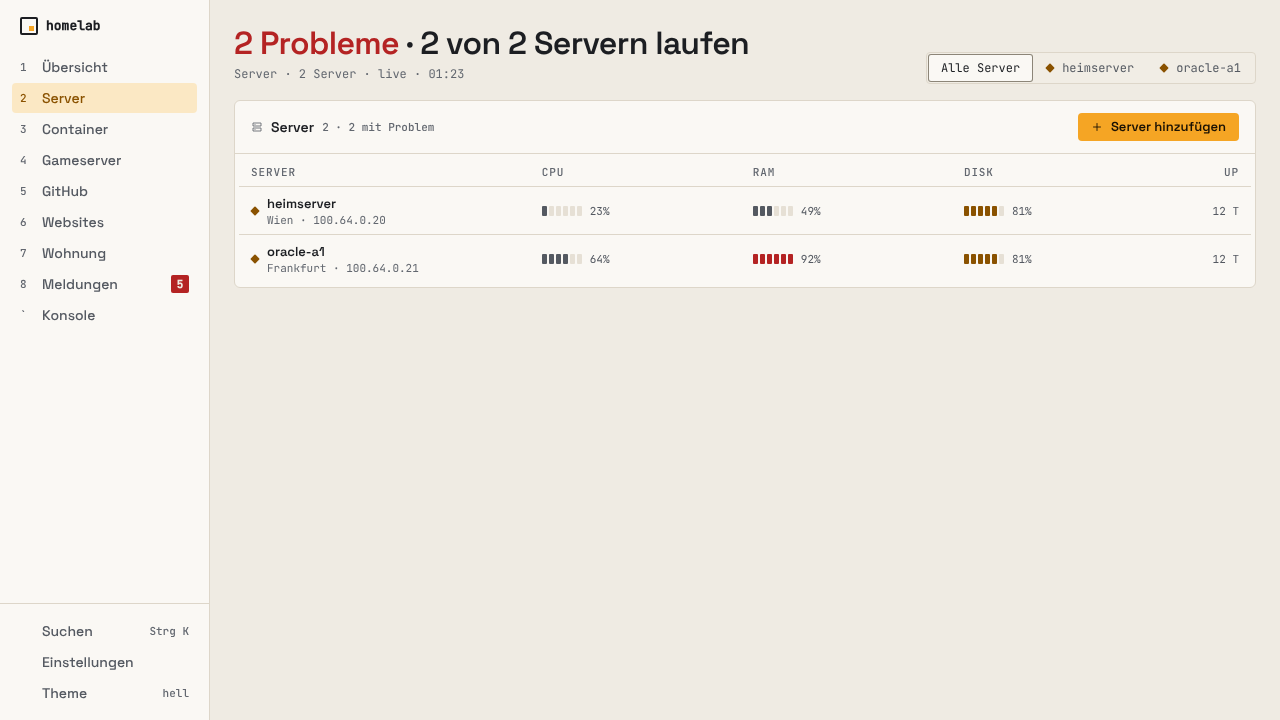 homelab
1 Übersicht
2 Server
3 Container
4 Gameserver
5 GitHub
6 Websites
7 Wohnung
8 Meldungen 5
` Konsole
Suchen Strg K
Einstellungen
Theme hell
2 Probleme · 2 von 2 Servern laufen
Server · 2 Server · live · 01:23
Alle Server heimserver oracle-a1
Server 2 · 2 mit Problem
+ Server hinzufügen
SERVER CPU RAM DISK UP
heimserver
Wien · 100.64.0.20
23% 49% 81% 12 T
oracle-a1
Frankfurt · 100.64.0.21
64% 92% 81% 12 T